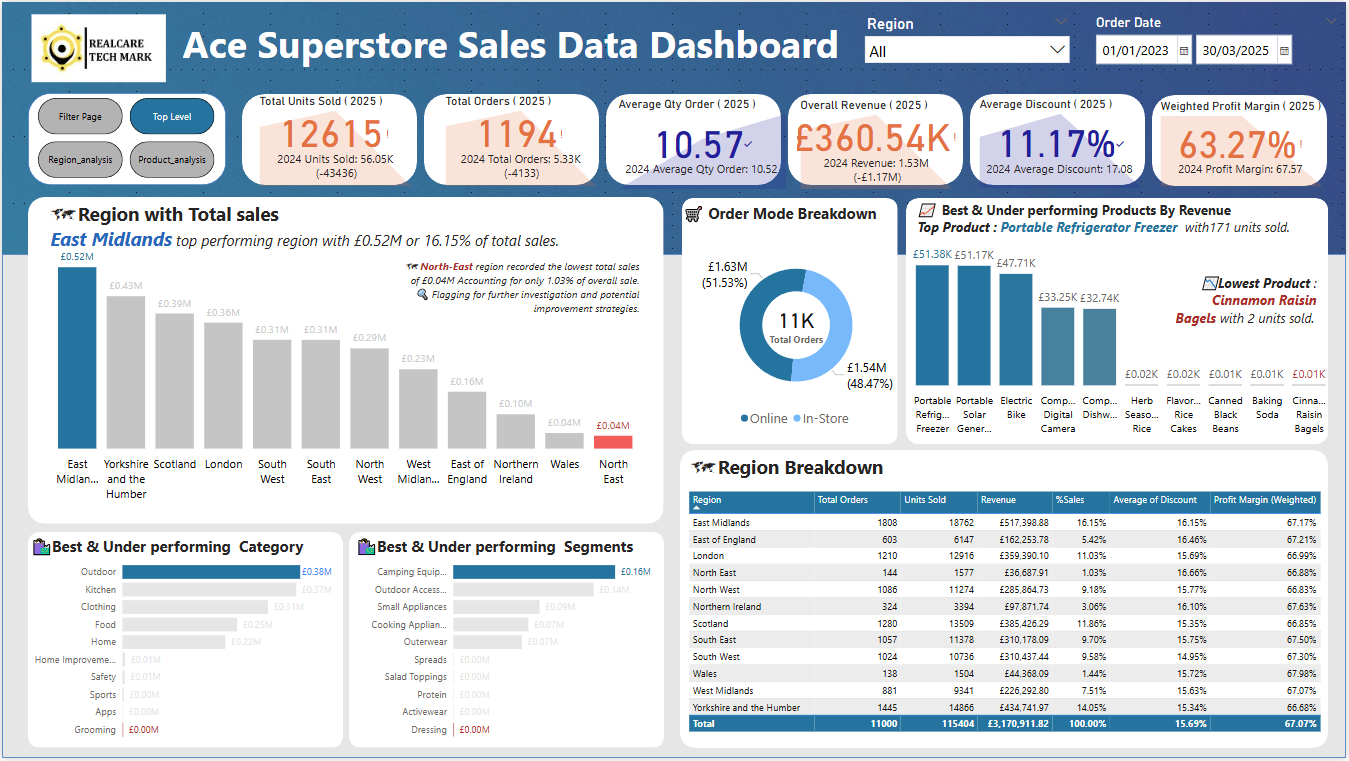 REALCARE
TECH MARK
Ace Superstore Sales Data Dashboard
Region
All
Order Date
01/01/2023
30/03/2025
Filter Page
Top Level
Region_analysis
Product_analysis
Total Units Sold ( 2025 )
12615!
2024 Units Sold: 56.05K
(-43436)
Total Orders ( 2025 )
1194!
2024 Total Orders: 5.33K
(-4133)
Average Qty Order ( 2025 )
10.57
2024 Average Qty Order: 10.52
Overall Revenue ( 2025 )
£360.54K!
2024 Revenue: 1.53M
(-£1.17M)
Average Discount ( 2025 )
11.17%
2024 Average Discount: 17.08
Weighted Profit Margin ( 2025 )
63.27%!
2024 Profit Margin: 67.57
Region with Total sales
East Midlands top performing region with £0.52M or 16.15% of total sales.
North-East region recorded the lowest total sales
of £0.04M Accounting for only 1.03% of overall sale.
Flagging for further investigation and potential
improvement strategies.
£0.52M
£0.43M
£0.39M
£0.36M
£0.31M
£0.31M
£0.29M
£0.23M
£0.16M
£0.10M
£0.04M
£0.04M
East
Midlan...
Yorkshire
and the
Humber
Scotland
London
South
West
South
East
North
West
West
Midlan...
East of
England
Northern
Ireland
Wales
North
East
Order Mode Breakdown
£1.63M
(51.53%)
11K
Total Orders
£1.54M
(48.47%)
Online In-Store
Best & Under performing Products By Revenue
Top Product : Portable Refrigerator Freezer with171 units sold.
Lowest Product :
Cinnamon Raisin
Bagels with 2 units sold.
£51.38K
£51.17K
£47.71K
£33.25K
£32.74K
£0.02K
£0.02K
£0.01K
£0.01K
£0.01K
Portable
Refrig...
Freezer
Portable
Solar
Gener...
Electric
Bike
Comp...
Digital
Camera
Comp...
Dishw...
Herb
Seaso...
Rice
Flavor...
Rice
Cakes
Canned
Black
Beans
Baking
Soda
Cinna...
Raisin
Bagels
Best & Under performing Category
Outdoor £0.38M
Kitchen £0.37M
Clothing £0.31M
Food £0.25M
Home £0.22M
Home Improveme... £0.01M
Safety £0.01M
Sports £0.00M
Apps £0.00M
Grooming £0.00M
Best & Under performing Segments
Camping Equip... £0.16M
Outdoor Access... £0.14M
Small Appliances £0.09M
Cooking Applian... £0.07M
Outerwear £0.07M
Spreads £0.00M
Salad Toppings £0.00M
Protein £0.00M
Activewear £0.00M
Dressing £0.00M
Region Breakdown
Region Total Orders Units Sold Revenue %Sales Average of Discount Profit Margin (Weighted)
East Midlands 1808 18762 £517,398.88 16.15% 16.15% 67.17%
East of England 603 6147 £162,253.78 5.42% 16.46% 67.21%
London 1210 12916 £359,390.10 11.03% 15.69% 66.99%
North East 144 1577 £36,687.91 1.03% 16.66% 66.88%
North West 1086 11274 £285,864.73 9.18% 15.77% 66.83%
Northern Ireland 324 3394 £97,871.74 3.06% 16.10% 67.63%
Scotland 1280 13509 £385,426.29 11.86% 15.35% 66.85%
South East 1057 11378 £310,178.09 9.70% 15.75% 67.50%
South West 1024 10736 £310,437.44 9.58% 14.95% 67.30%
Wales 138 1504 £44,368.09 1.44% 15.72% 67.98%
West Midlands 881 9341 £226,292.80 7.51% 15.63% 67.07%
Yorkshire and the Humber 1445 14866 £434,741.97 14.05% 15.34% 66.68%
Total 11000 115404 £3,170,911.82 100.00% 15.69% 67.07%